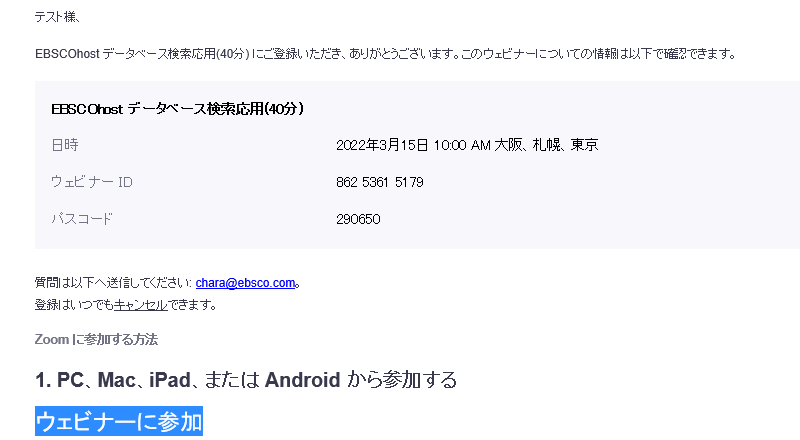 テスト様、
EBSCOhost データベース検索応用(40分) にご登録いただき、ありがとうございます。このウェビナーについての情報は以下で確認できます。
EBSCOhost データベース検索応用(40分)
日時 2022年3月15日 10:00 AM 大阪、札幌、東京
ウェビナー ID 862 5361 5179
パスコード 290650
質問は以下へ送信してください: chara@ebsco.com。
登録はいつでもキャンセルできます。
Zoom に参加する方法
1. PC、Mac、iPad、または Android から参加する
ウェビナーに参加